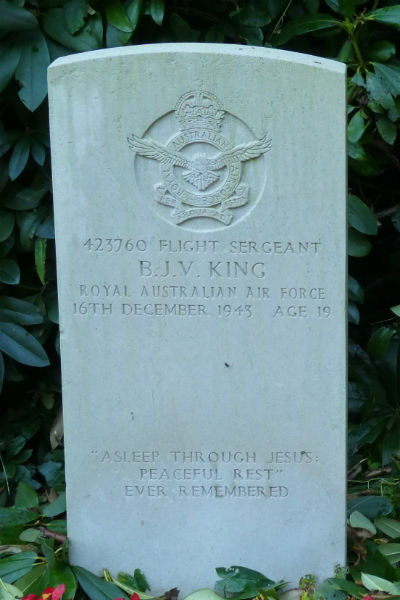 AUSTRALIAN
423760 FLIGHT SERGEANT
B.J.V. KING
ROYAL AUSTRALIAN AIR FORCE
16TH DECEMBER 1943 AGE 19
"ASLEEP THROUGH JESUS:
PEACEFUL REST"
EVER REMEMBERED